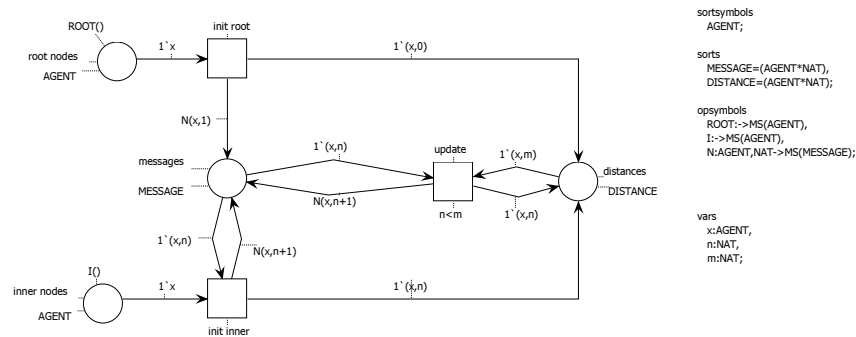 ROOT()
init root
root nodes
AGENT
1`x
1`(x,0)
N(x,1)
messages
MESSAGE
1`(x,n)
N(x,n+1)
update
n<m
1`(x,m)
1`(x,n)
distances
DISTANCE
1`(x,n)
N(x,n+1)
I()
inner nodes
AGENT
1`x
1`(x,n)
init inner
sortsymbols
AGENT;
sorts
MESSAGE=(AGENT*NAT),
DISTANCE=(AGENT*NAT);
opsymbols
ROOT:->MS(AGENT),
I:->MS(AGENT),
N:AGENT,NAT->MS(MESSAGE);
vars
x:AGENT,
n:NAT,
m:NAT;